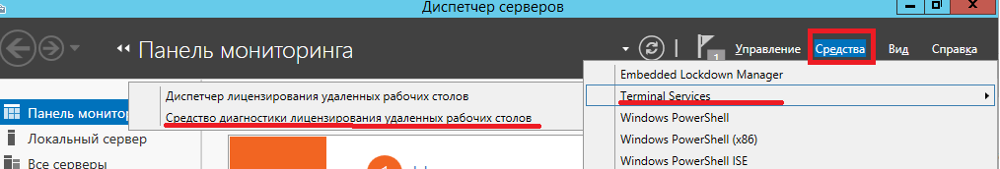 Диспетчер серверов
Панель мониторинга
1
Управление
Средства
Вид
Справка
Embedded Lockdown Manager
Terminal Services
Windows PowerShell
Windows PowerShell (x86)
Windows PowerShell ISE
Диспетчер лицензирования удаленных рабочих столов
Средство диагностики лицензирования удаленных рабочих столов
Панель монито
Локальный сервер
Все серверы